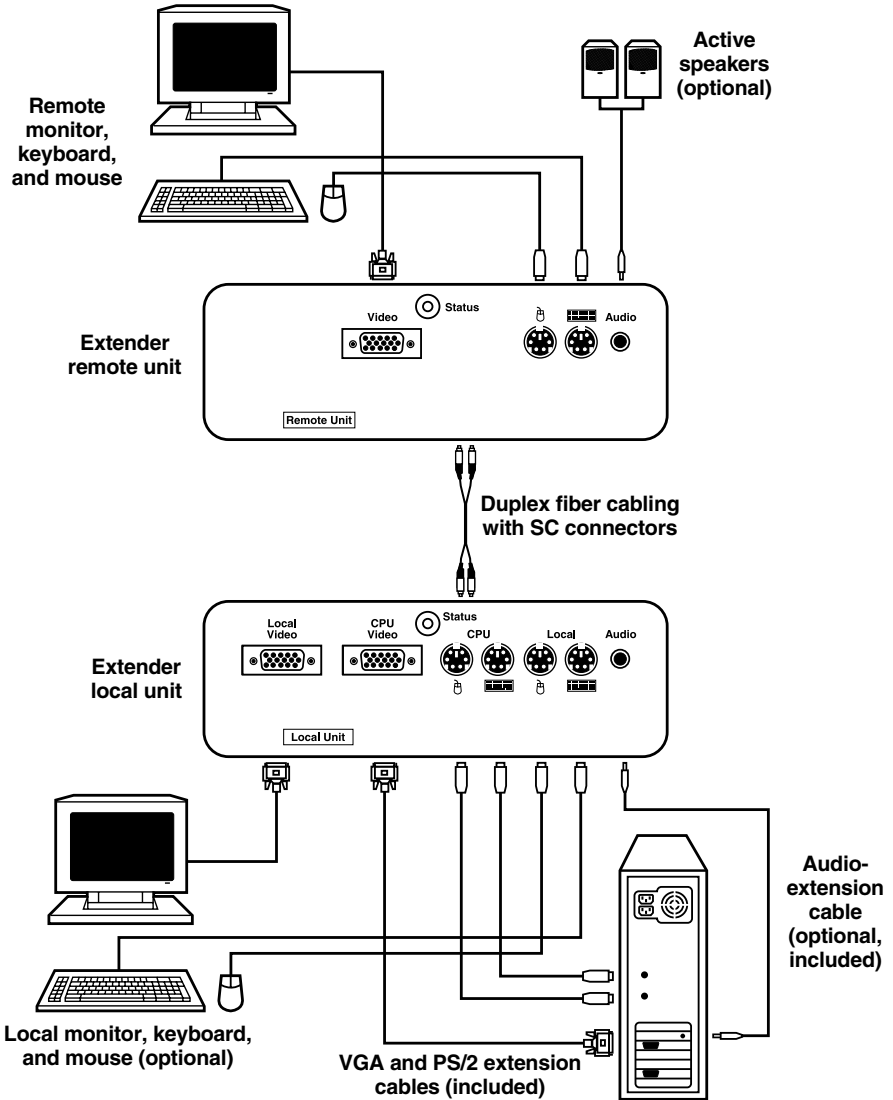 Active
speakers
(optional)
Remote
monitor,
keyboard,
and mouse
Video
Status
Audio
Extender
remote unit
Remote Unit
Duplex fiber cabling
with SC connectors
Local
Video
CPU
Video
Status
CPU
Local
Audio
Extender
local unit
Local Unit
Audio-
extension
cable
(optional,
included)
Local monitor, keyboard,
and mouse (optional)
VGA and PS/2 extension
cables (included)